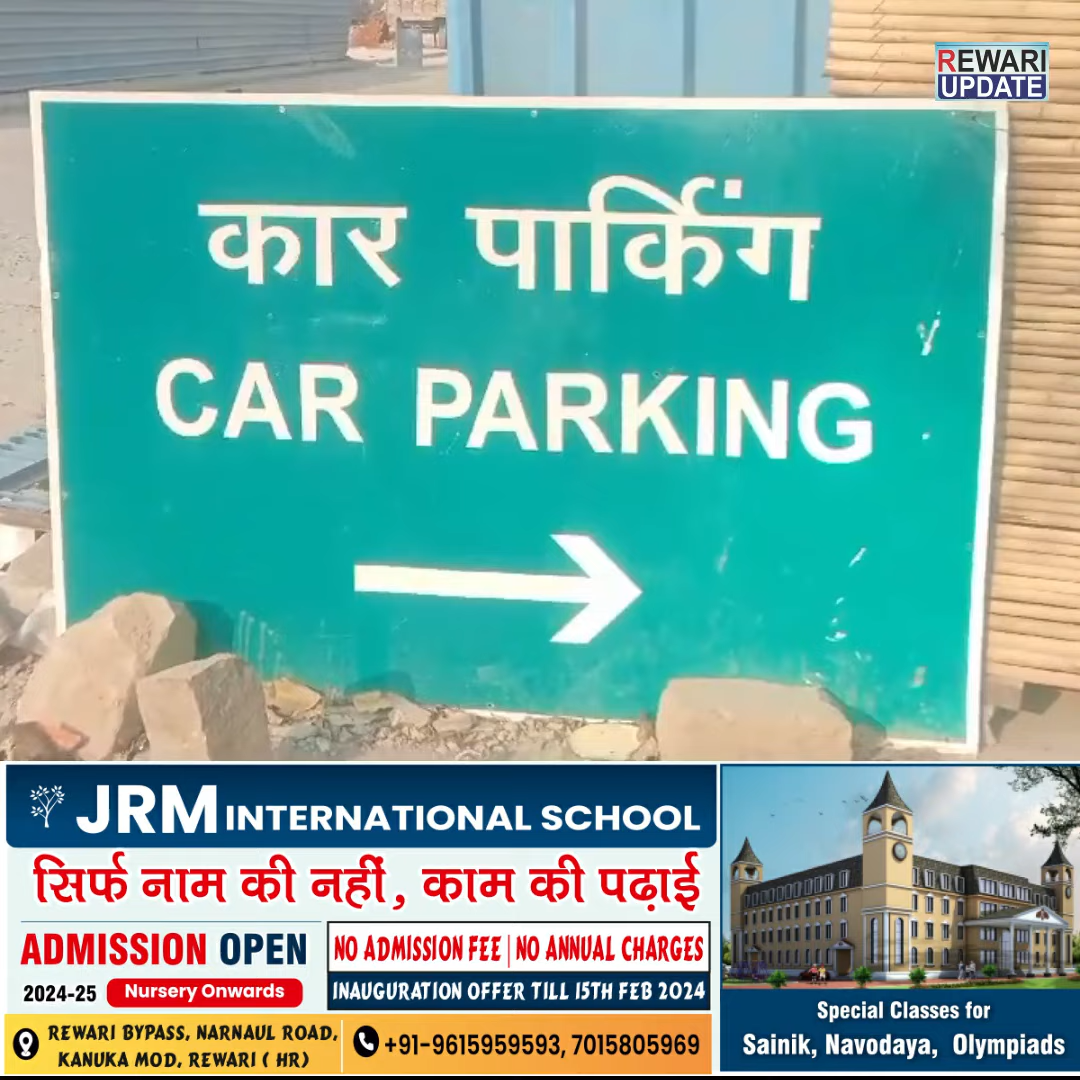 REWARI
UPDATE
कार पार्किंग
CAR PARKING
JRM INTERNATIONAL SCHOOL
सिर्फ नाम की नहीं, काम की पढ़ाई
ADMISSION OPEN
2024-25 Nursery Onwards
NO ADMISSION FEE | NO ANNUAL CHARGES
INAUGURATION OFFER TILL 15TH FEB 2024
REWARI BYPASS, NARNAUL ROAD,
KANUKA MOD, REWARI ( HR)
+91-9615959593, 7015805969
Special Classes for
Sainik, Navodaya, Olympiads